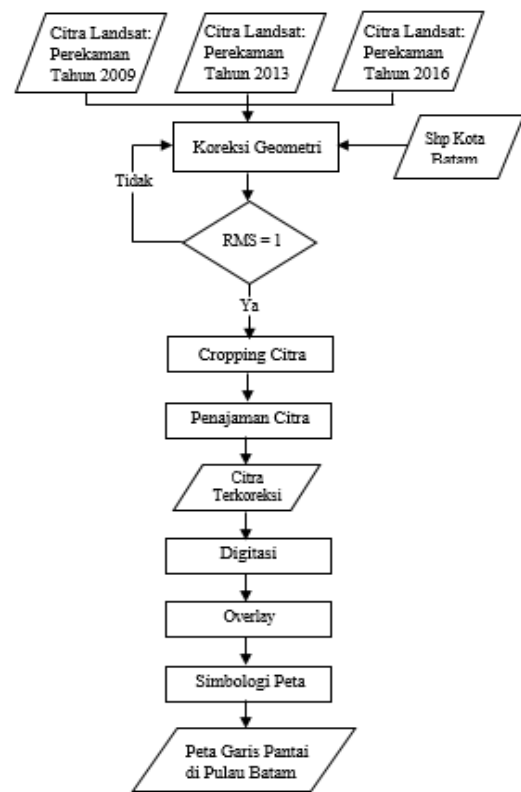 Citra Landsat:
Perekaman
Tahun 2009
Citra Landsat:
Perekaman
Tahun 2013
Citra Landsat:
Perekaman
Tahun 2016
Koreksi Geometri
Shp Kota
Batam
Tidak
RMS = 1
Ya
Cropping Citra
Penajaman Citra
Citra
Terkoreksi
Digitasi
Overlay
Simbologi Peta
Peta Garis Pantai
di Pulau Batam